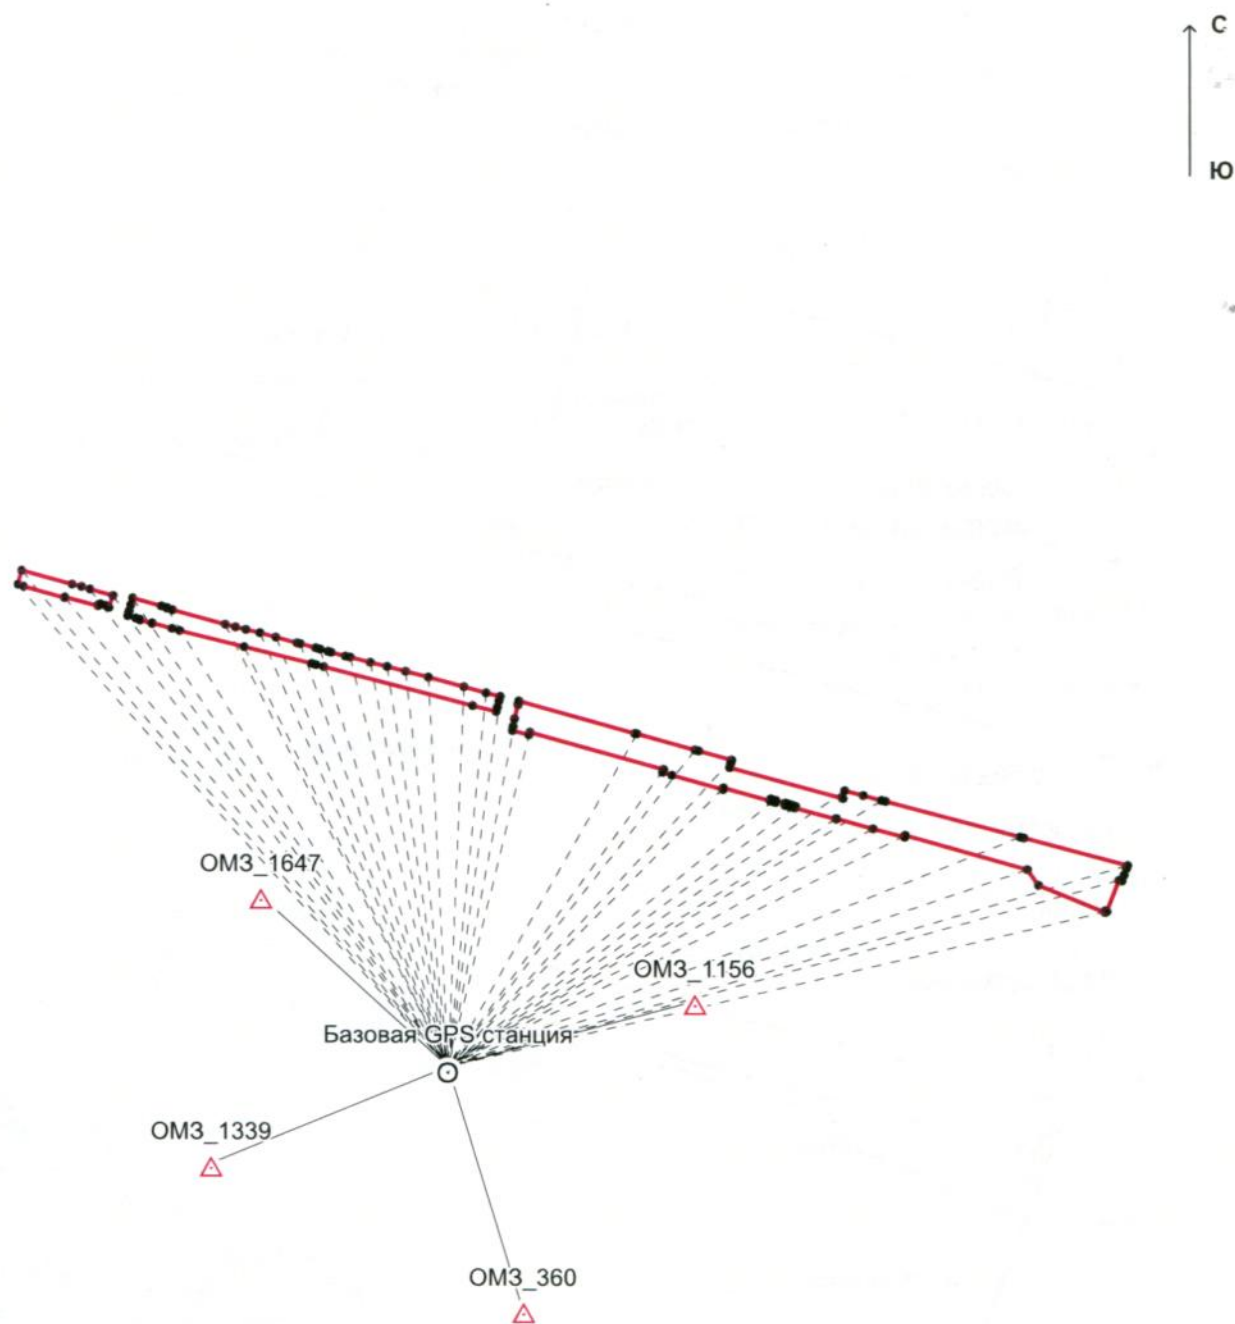 С
Ю
ОМЗ_1647
ОМЗ_1156
Базовая GPS станция
ОМЗ_1339
ОМЗ_360